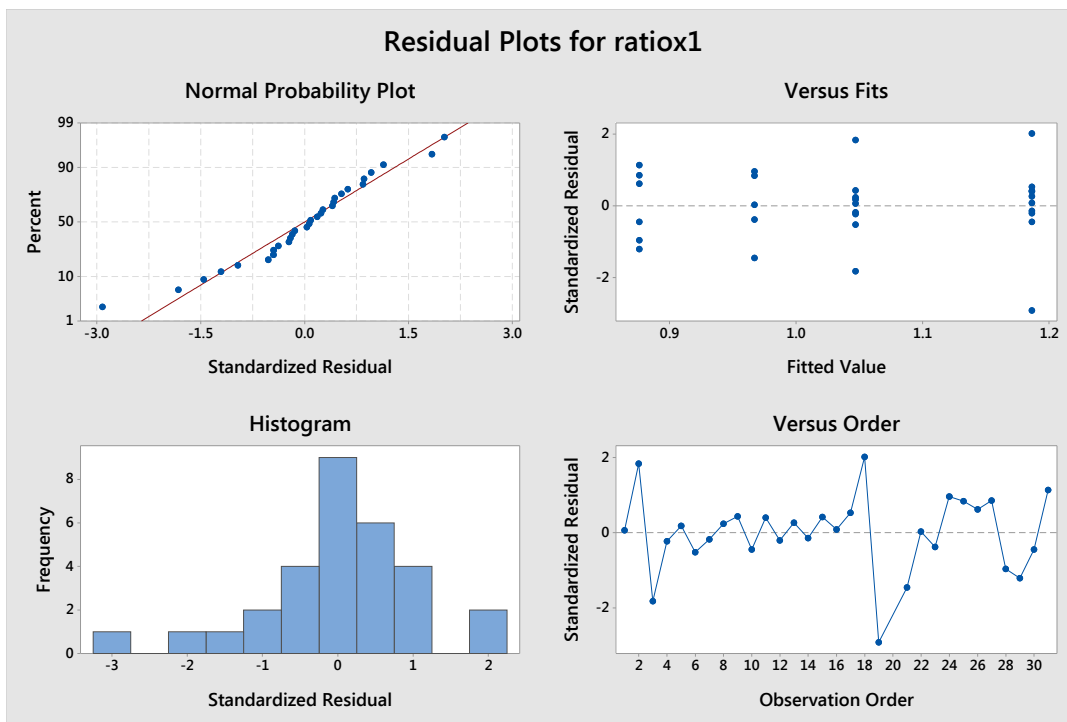 Residual Plots for ratiox1
Normal Probability Plot
99
90
50
10
1
Percent
-3.0 -1.5 0.0 1.5 3.0
Standardized Residual
Versus Fits
2
0
-2
Standardized Residual
0.9 1.0 1.1 1.2
Fitted Value
Histogram
8
6
4
2
0
Frequency
-3 -2 -1 0 1 2
Standardized Residual
Versus Order
2
0
-2
Standardized Residual
2 4 6 8 10 12 14 16 18 20 22 24 26 28 30
Observation Order